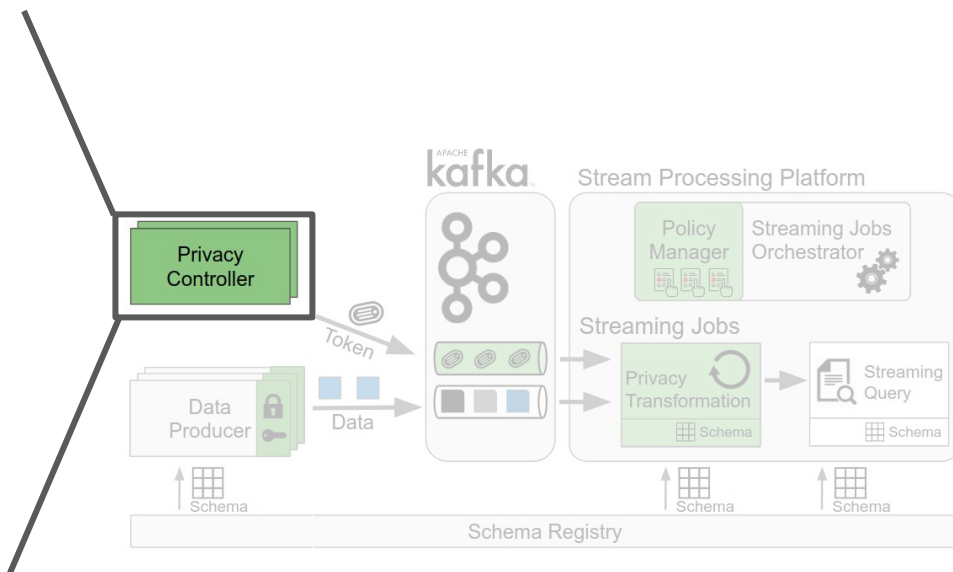 APACHE
kafka
Stream Processing Platform
Policy
Manager
Streaming Jobs
Orchestrator
Privacy
Controller
Token
Streaming Jobs
Privacy
Transformation
Schema
Streaming
Query
Schema
Data
Producer
Data
Schema
Schema
Schema
Schema Registry